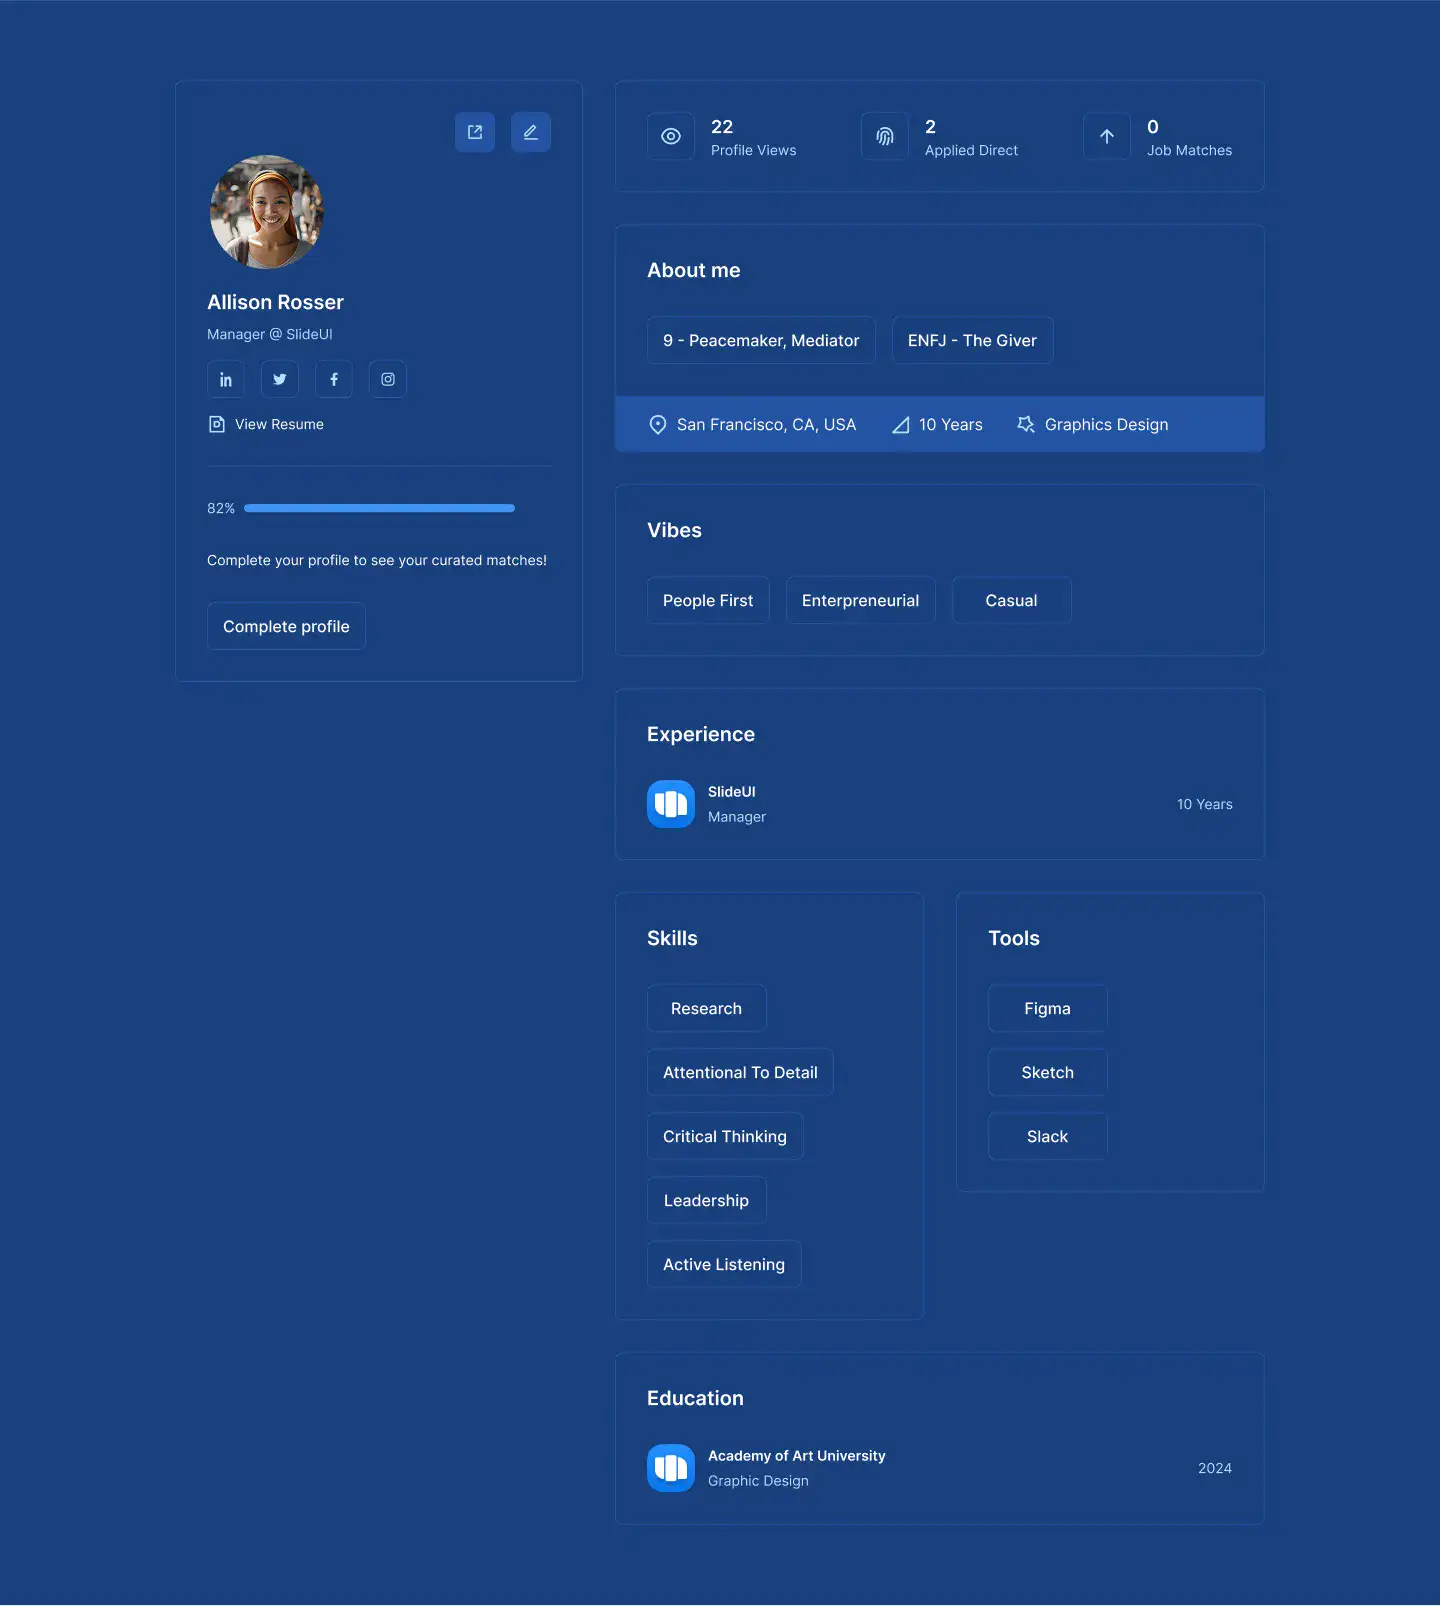 Allison Rosser
Manager @ SlideUI
View Resume
82%
Complete your profile to see your curated matches!
Complete profile
22
Profile Views
2
Applied Direct
0
Job Matches
About me
9 - Peacemaker, Mediator
ENFJ - The Giver
San Francisco, CA, USA
10 Years
Graphics Design
Vibes
People First
Enterpreneurial
Casual
Experience
SlideUI
Manager
10 Years
Skills
Research
Attentional To Detail
Critical Thinking
Leadership
Active Listening
Tools
Figma
Sketch
Slack
Education
Academy of Art University
Graphic Design
2024